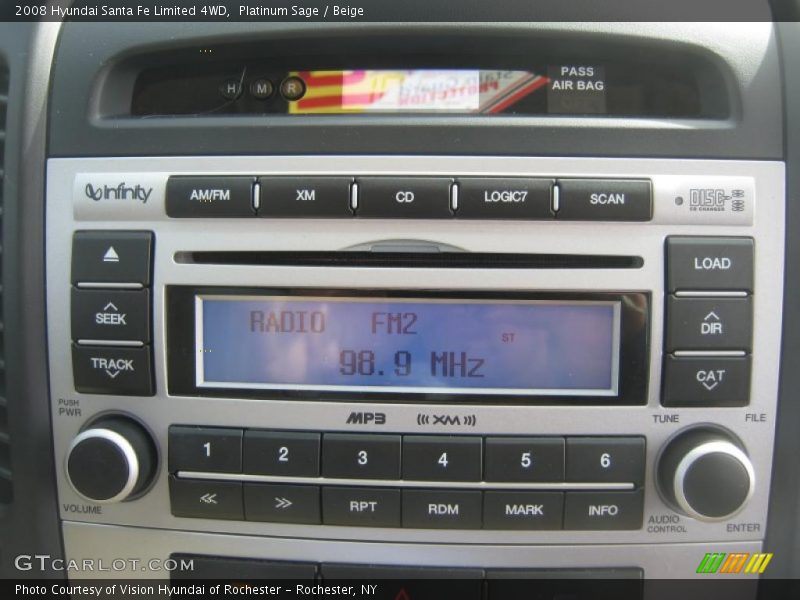 2008 Hyundai Santa Fe Limited 4WD,  Platinum Sage / Beige
H M R
PROTECTION
PASS
AIR BAG
Infinity
AM/FM XM CD LOGIC7 SCAN
DISC
CD CHANGER
LOAD
SEEK
DIR
TRACK
CAT
RADIO FM2
ST
98.9 MHz
PUSH
PWR
MP3 ((( XM )))
TUNE FILE
1 2 3 4 5 6
<< >> RPT RDM MARK INFO
VOLUME
AUDIO
CONTROL
ENTER
GTCARLOT.COM
Photo Courtesy of Vision Hyundai of Rochester – Rochester, NY